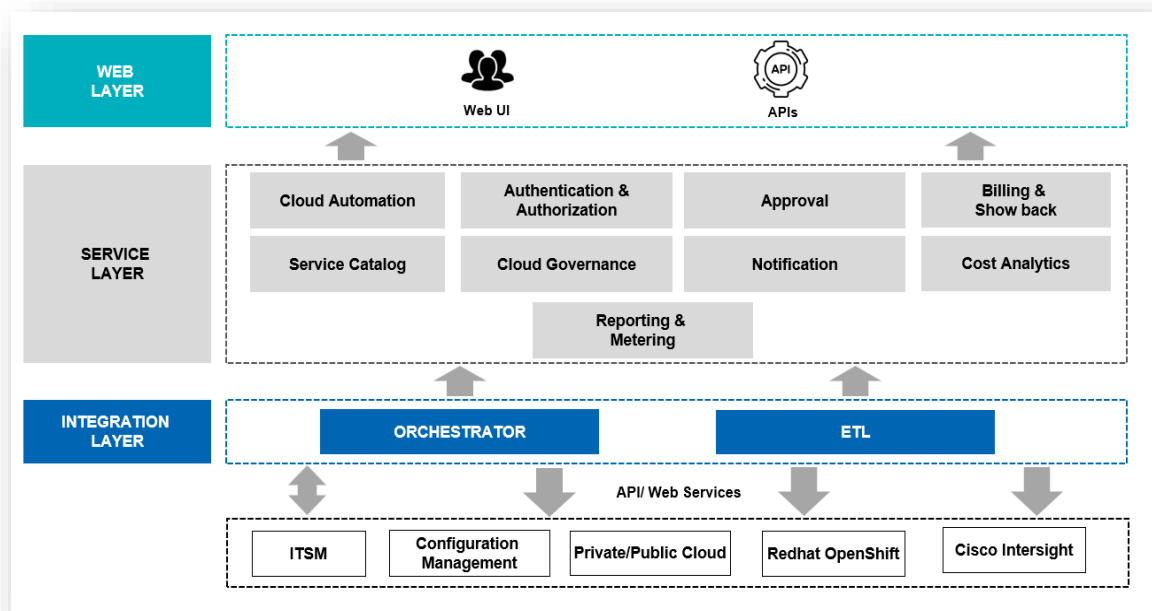 WEB
LAYER
API
Web UI
APIs
SERVICE
LAYER
Cloud Automation
Authentication &
Authorization
Approval
Billing &
Show back
Service Catalog
Cloud Governance
Notification
Cost Analytics
Reporting &
Metering
INTEGRATION
LAYER
ORCHESTRATOR
ETL
API/ Web Services
ITSM
Configuration
Management
Private/Public Cloud
Redhat OpenShift
Cisco Intersight